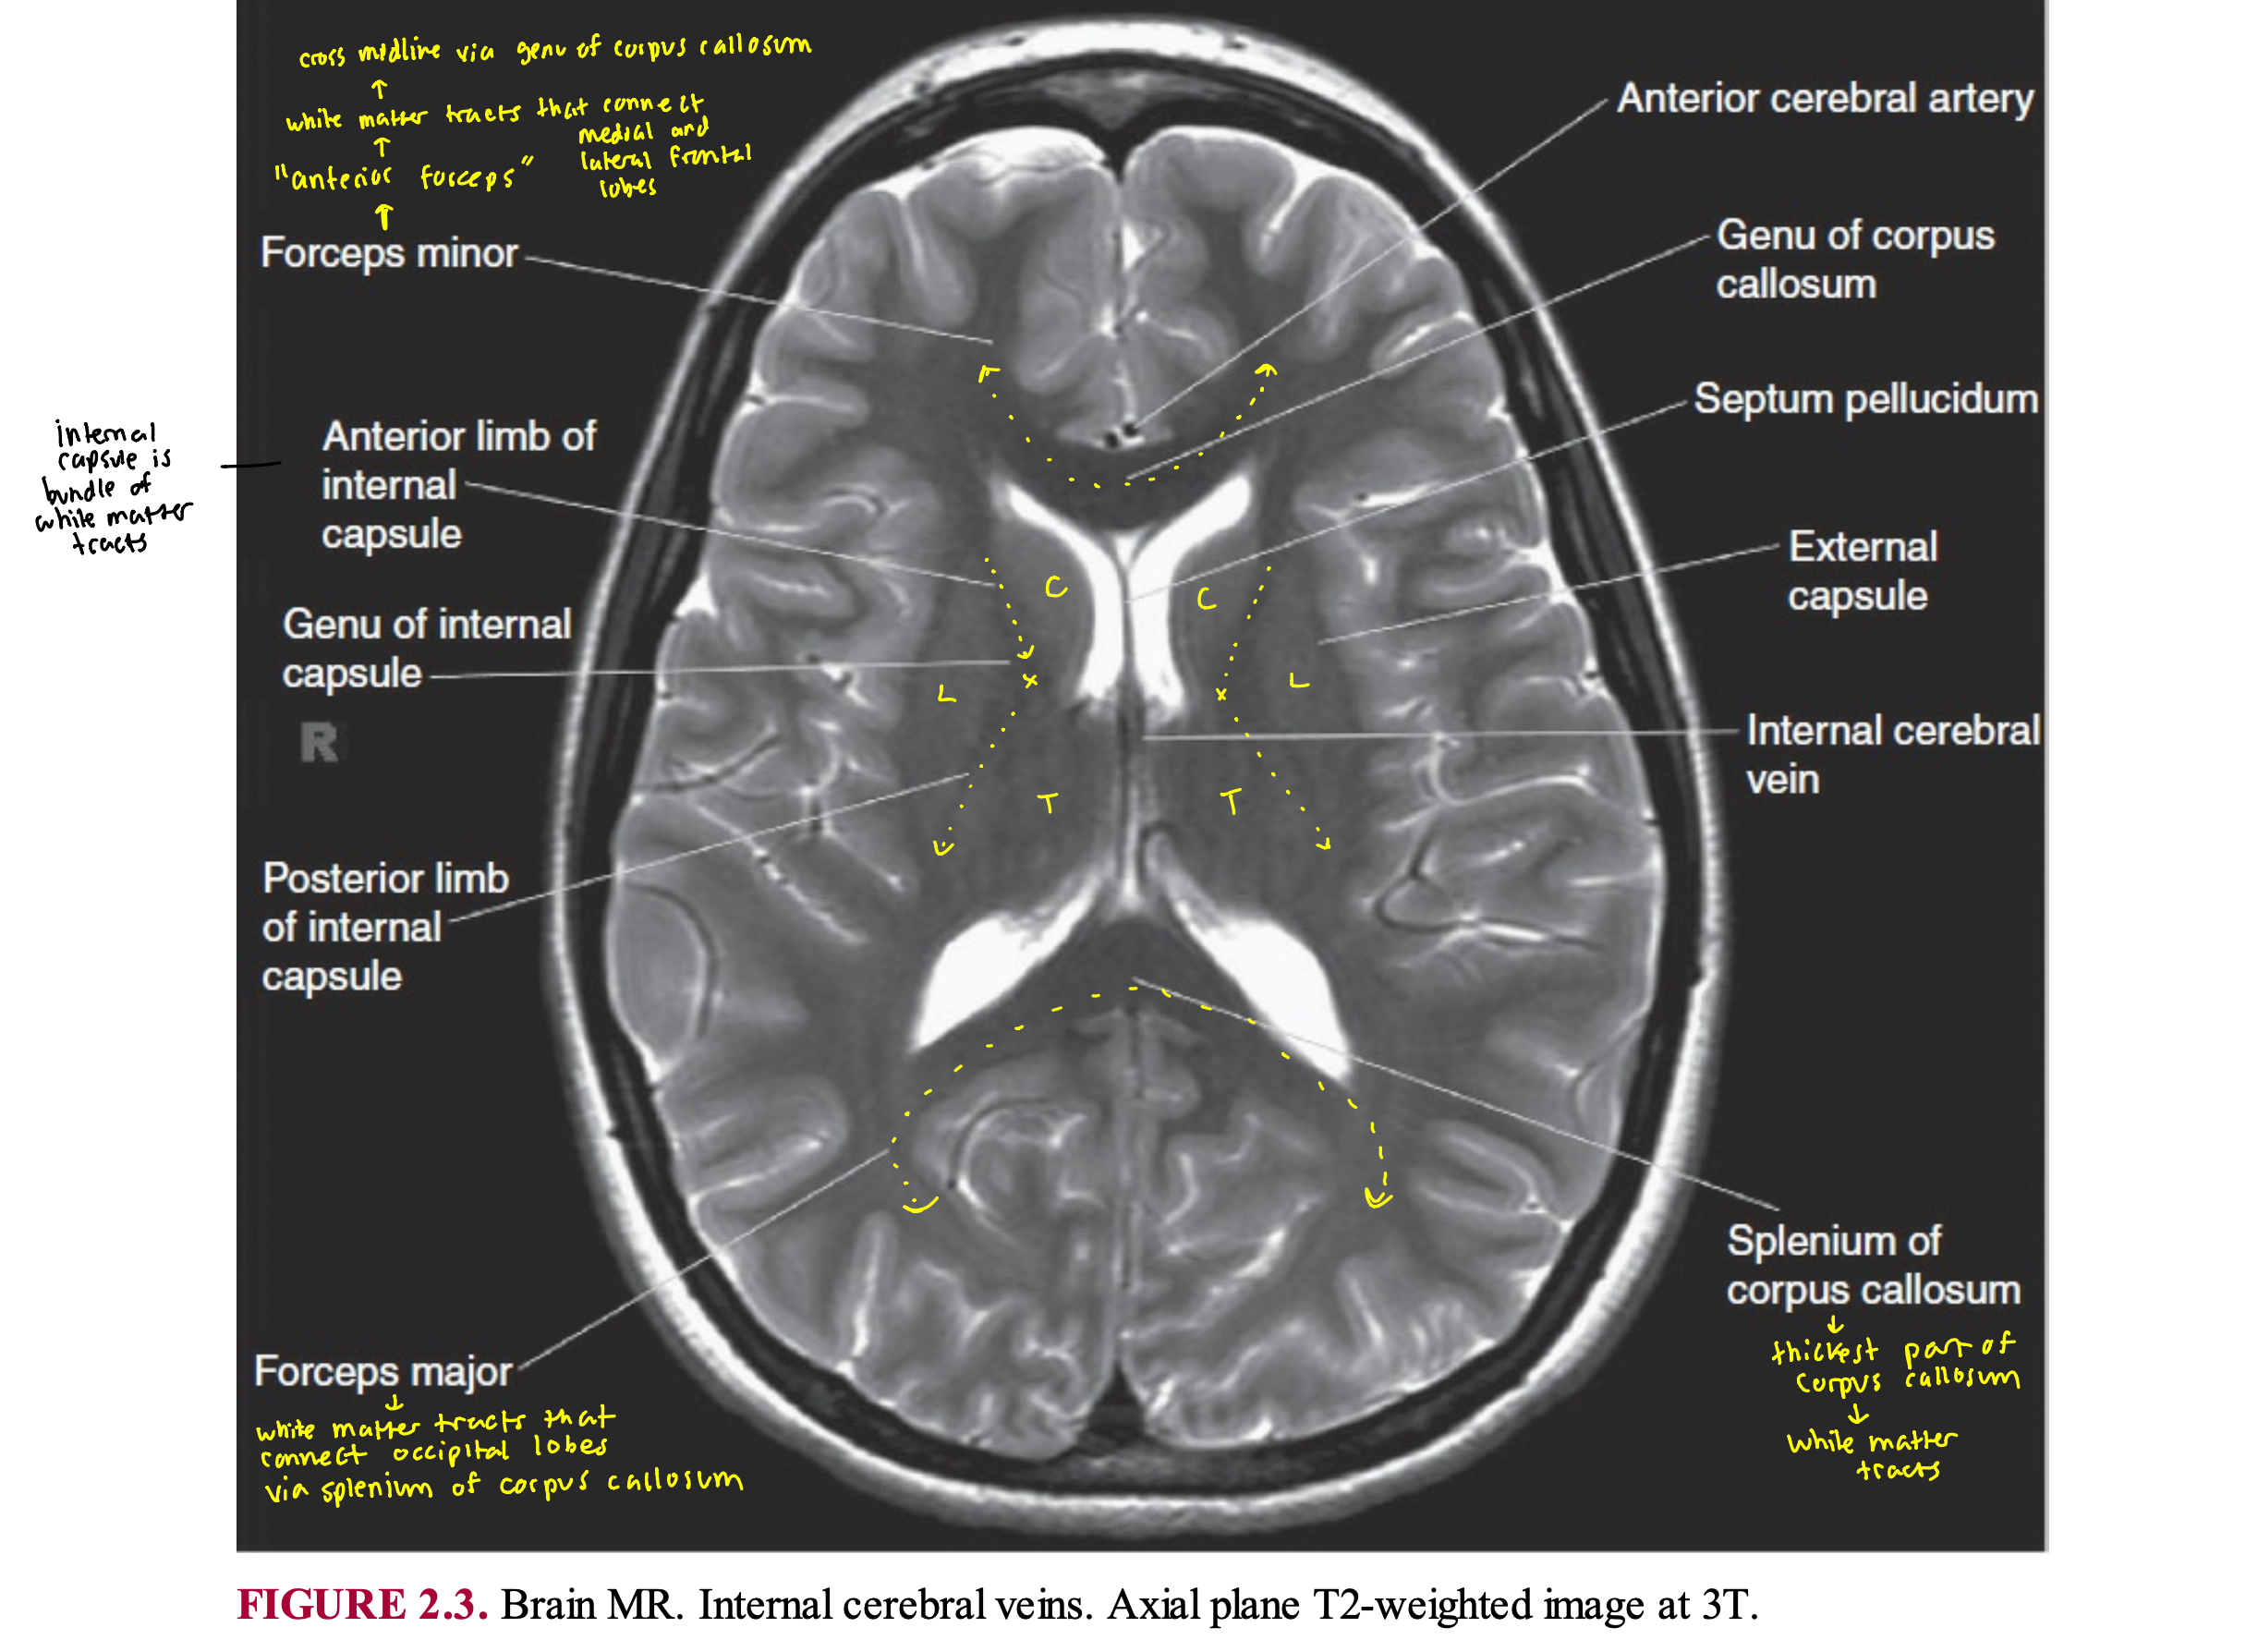 cross midline via genu of corpus callosum
↑
white matter tracts that connect
medial and
lateral frontal
lobes
↑
"anterior forceps"
↑
Forceps minor
internal
capsule is
bundle of
white matter
tracts
Anterior limb of
internal
capsule
Genu of internal
capsule
R
Posterior limb
of internal
capsule
Forceps major
↓
white matter tracts that
connect occipital lobes
via splenium of corpus callosum
C
C
x
x
L
L
T
T
Anterior cerebral artery
Genu of corpus
callosum
Septum pellucidum
External
capsule
Internal cerebral
vein
Splenium of
corpus callosum
↓
thickest part of
corpus callosum
↓
white matter
tracts
FIGURE 2.3. Brain MR. Internal cerebral veins. Axial plane T2-weighted image at 3T.